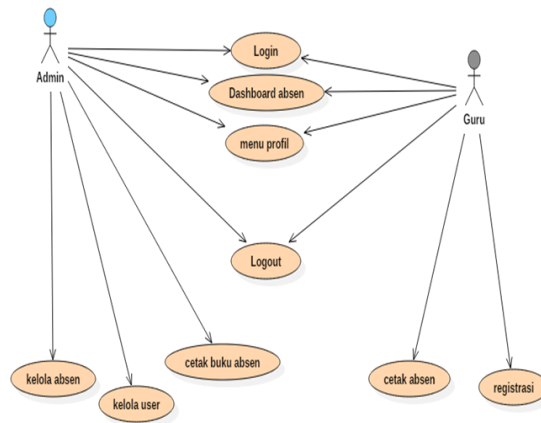 Login
Admin
Dashboard absen
Guru
menu profil
Logout
cetak buku absen
kelola absen
cetak absen
registrasi
kelola user